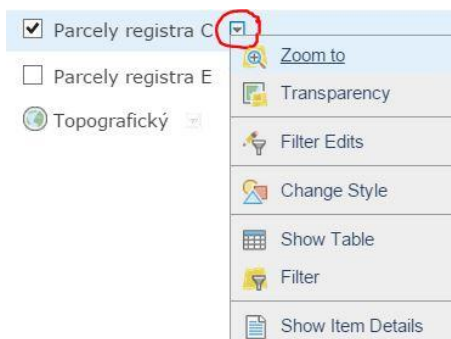 Parcely registra C
Zoom to
Parcely registra E
Transparency
Topografický
Filter Edits
Change Style
Show Table
Filter
Show Item Details